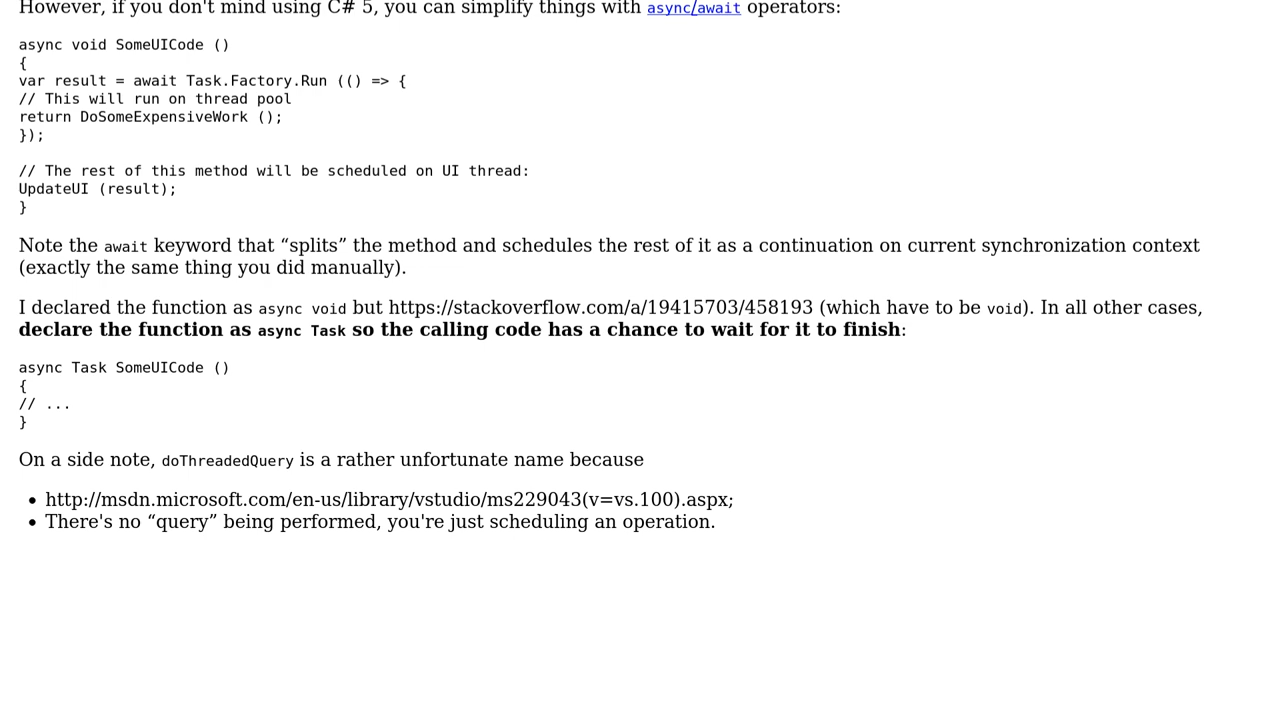 However, if you don't mind using C# 5, you can simplify things with async/await operators:
async void SomeUICode ()
{
var result = await Task.Factory.Run (() => {
// This will run on thread pool
return DoSomeExpensiveWork ();
});
// The rest of this method will be scheduled on UI thread:
UpdateUI (result);
}
Note the await keyword that “splits” the method and schedules the rest of it as a continuation on current synchronization context
(exactly the same thing you did manually).
I declared the function as async void but https://stackoverflow.com/a/19415703/458193 (which have to be void). In all other cases,
declare the function as async Task so the calling code has a chance to wait for it to finish:
async Task SomeUICode ()
{
// ...
}
On a side note, doThreadedQuery is a rather unfortunate name because
• http://msdn.microsoft.com/en-us/library/vstudio/ms229043(v=vs.100).aspx;
• There's no “query” being performed, you're just scheduling an operation.